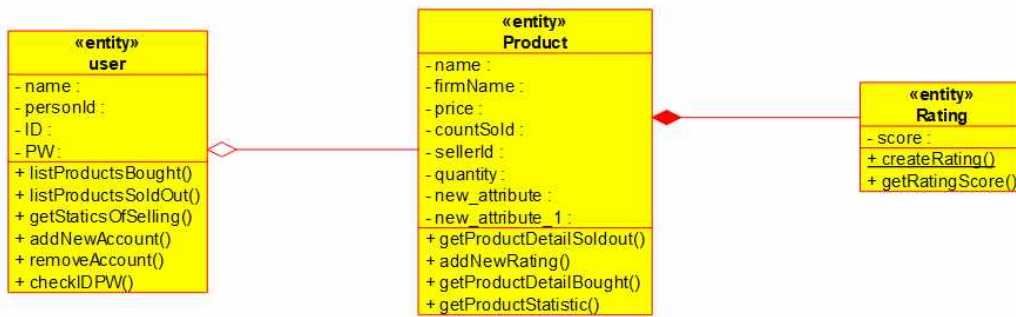 «entity»
user
- name :
- personId :
- ID :
- PW :
+ listProductsBought()
+ listProductsSoldOut()
+ getStaticsOfSelling()
+ addNewAccount()
+ removeAccount()
+ checkIDPW()
«entity»
Product
- name :
- firmName :
- price :
- countSold :
- sellerId :
- quantity :
- new_attribute :
- new_attribute_1 :
+ getProductDetailSoldout()
+ addNewRating()
+ getProductDetailBought()
+ getProductStatistic()
«entity»
Rating
- score :
+ createRating()
+ getRatingScore()